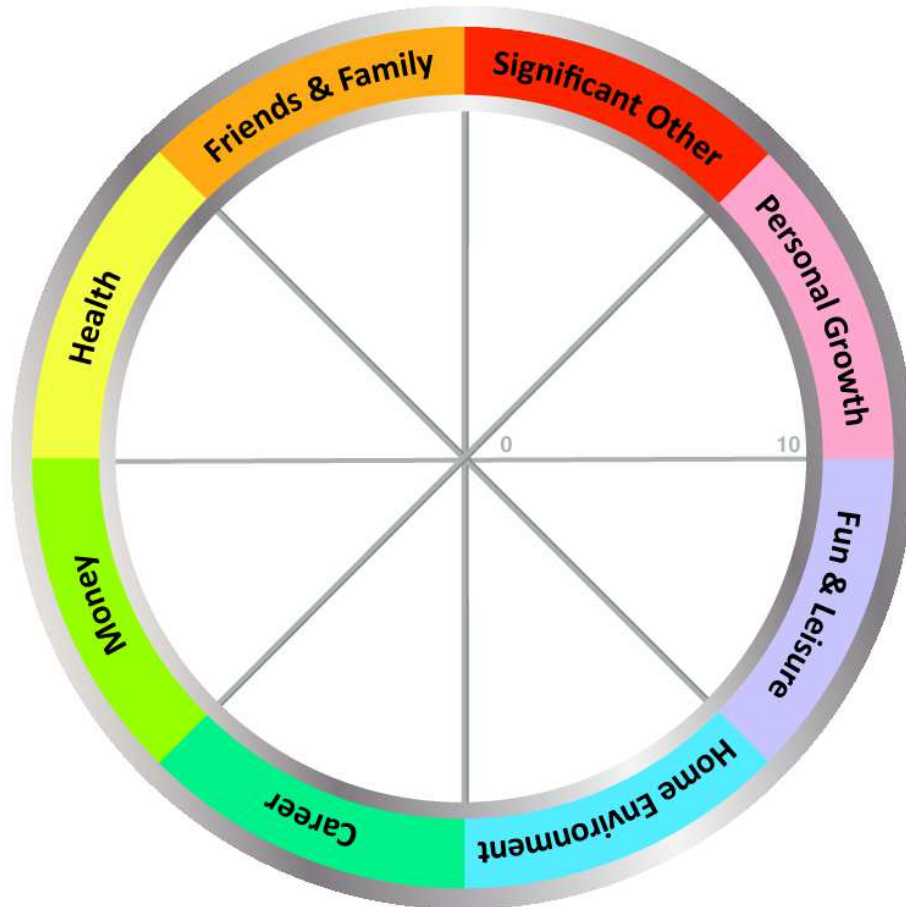 Friends & Family
Significant Other
Personal Growth
Health
0
10
Fun & Leisure
Money
Home Environment
Career